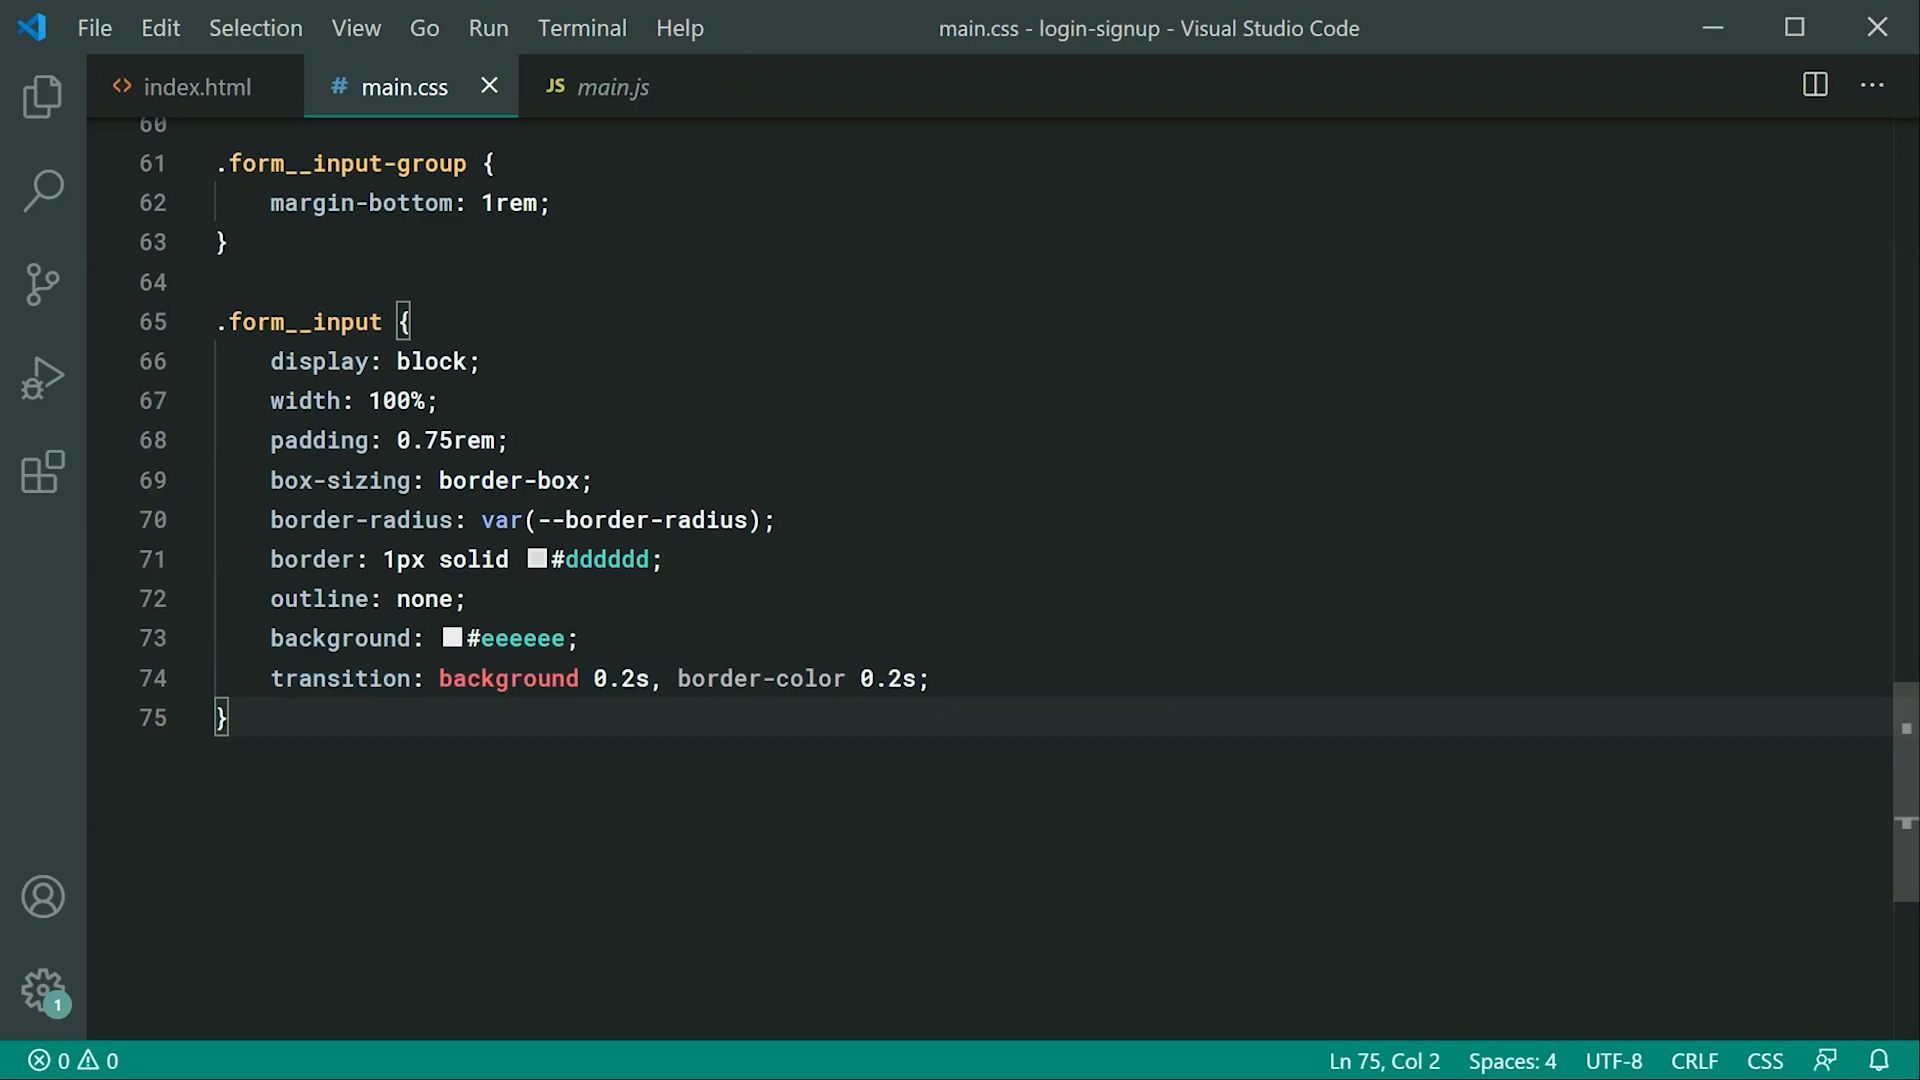 File Edit Selection View Go Run Terminal Help main.css - login-signup - Visual Studio Code
<> index.html # main.css JS main.js
60
61 .form__input-group {
62     margin-bottom: 1rem;
63 }
64
65 .form__input {
66     display: block;
67     width: 100%;
68     padding: 0.75rem;
69     box-sizing: border-box;
70     border-radius: var(--border-radius);
71     border: 1px solid #dddddd;
72     outline: none;
73     background: #eeeeee;
74     transition: background 0.2s, border-color 0.2s;
75 }
1
0 0 Ln 75, Col 2 Spaces: 4 UTF-8 CRLF CSS